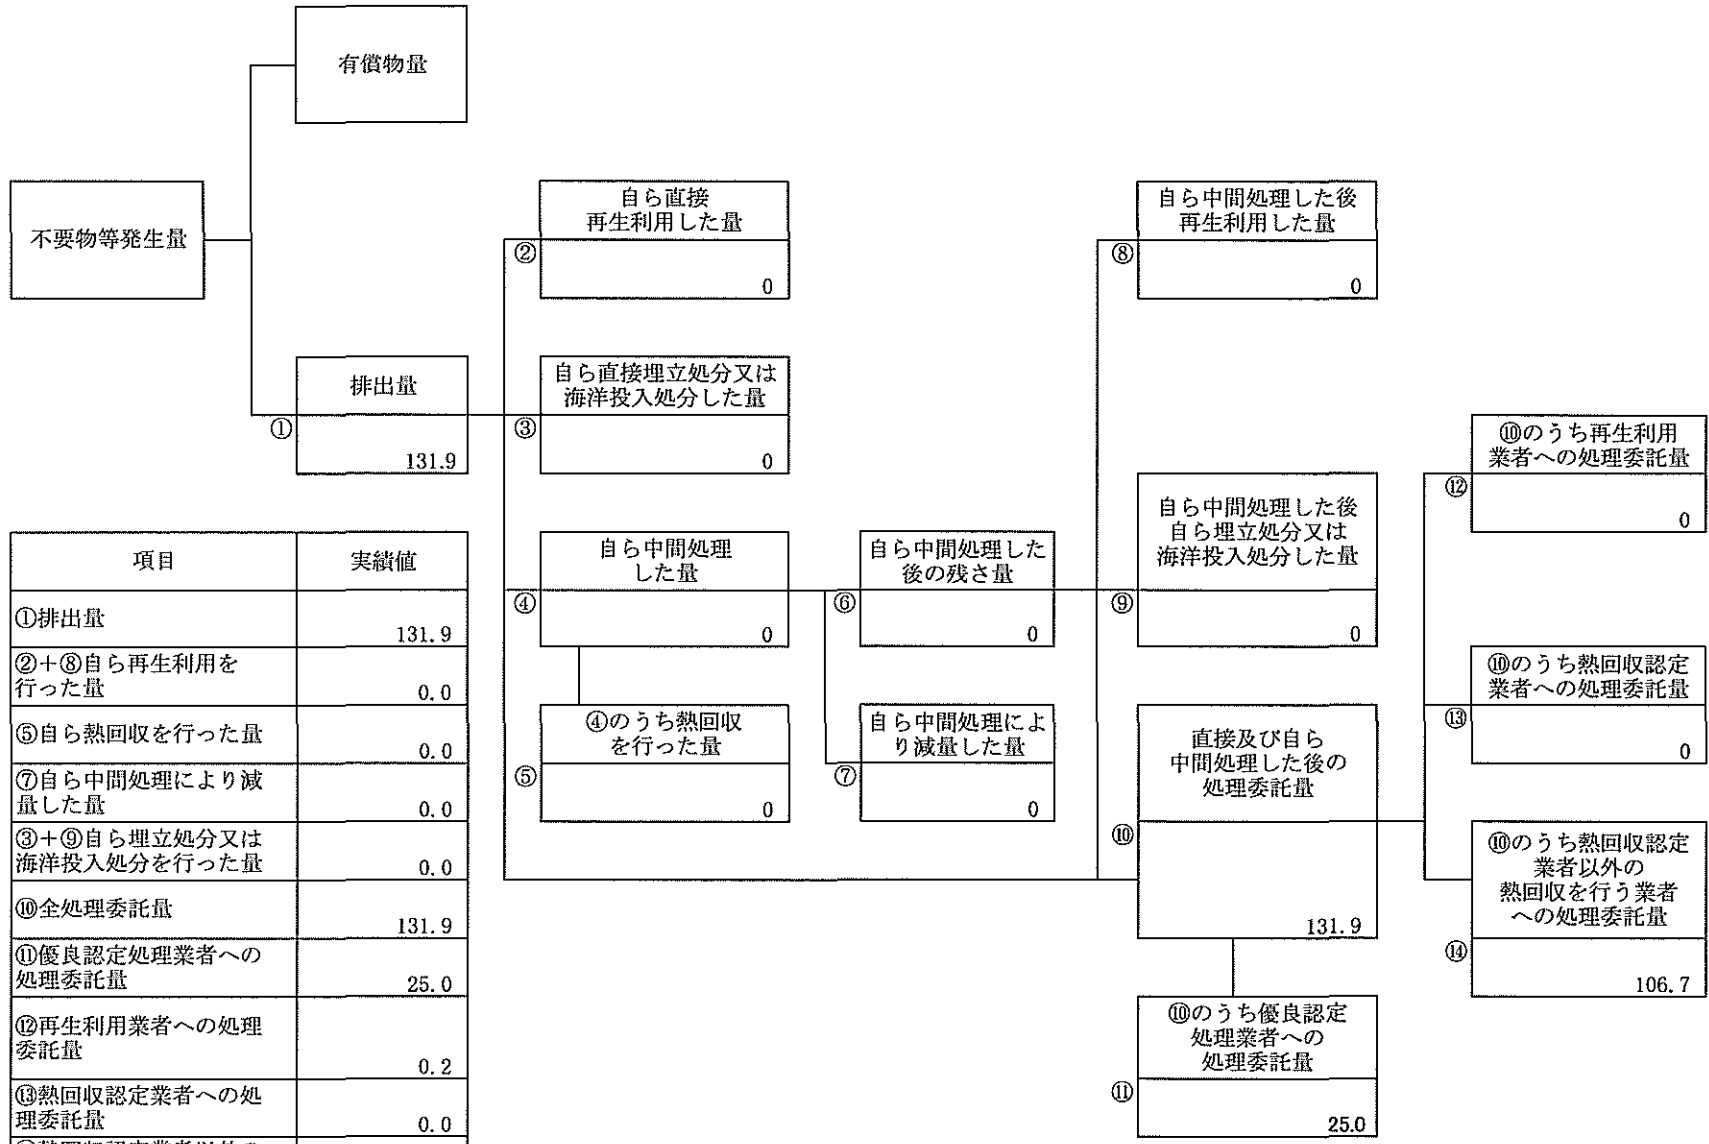 有償物量
不要物等発生量
自ら直接
再生利用した量
②
0
自ら中間処理した後
再生利用した量
⑧
0
排出量
①
131.9
自ら直接埋立処分又は
海洋投入処分した量
③
0
⑩のうち再生利用
業者への処理委託量
⑫
0
自ら中間処理
した量
④
0
自ら中間処理した
後の残さ量
⑥
0
自ら中間処理した後
自ら埋立処分又は
海洋投入処分した量
⑨
0
⑩のうち熱回収認定
業者への処理委託量
⑬
0
④のうち熱回収
を行った量
⑤
0
自ら中間処理によ
り減量した量
⑦
0
直接及び自ら
中間処理した後の
処理委託量
⑩
131.9
⑩のうち熱回収認定
業者以外の
熱回収を行う業者
への処理委託量
⑭
106.7
⑩のうち優良認定
処理業者への
処理委託量
⑪
25.0
項目 実績値
①排出量
131.9
②+⑧自ら再生利用を
行った量
0.0
⑤自ら熱回収を行った量
0.0
⑦自ら中間処理により減
量した量
0.0
③+⑨自ら埋立処分又は
海洋投入処分を行った量
0.0
⑩全処理委託量
131.9
⑪優良認定処理業者への
処理委託量
25.0
⑫再生利用業者への処理
委託量
0.2
⑬熱回収認定業者への処
理委託量
0.0